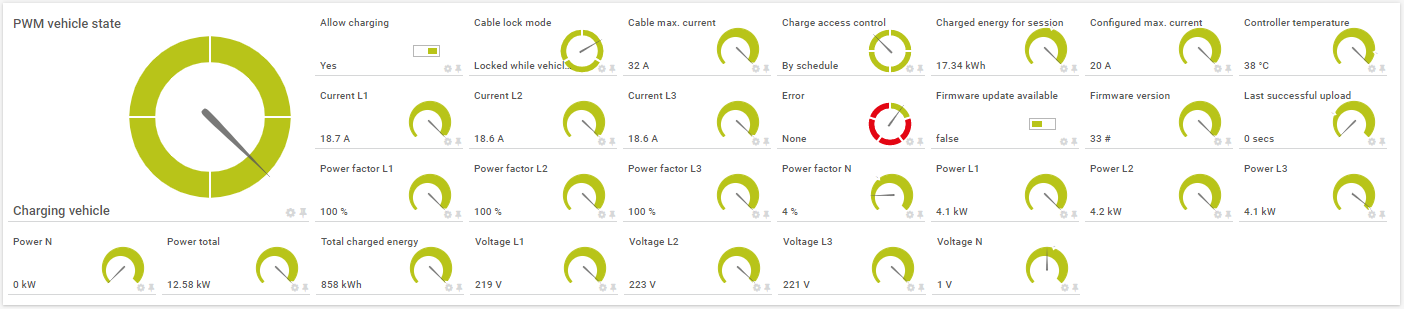 PWM vehicle state
Charging vehicle
Allow charging
Yes
Cable lock mode
Locked while vehicl...
Cable max. current
32 A
Charge access control
By schedule
Charged energy for session
17.34 kWh
Configured max. current
20 A
Controller temperature
38 °C
Current L1
18.7 A
Current L2
18.6 A
Current L3
18.6 A
Error
None
Firmware update available
false
Firmware version
33 #
Last successful upload
0 secs
Power factor L1
100 %
Power factor L2
100 %
Power factor L3
100 %
Power factor N
4 %
Power L1
4.1 kW
Power L2
4.2 kW
Power L3
4.1 kW
Power N
0 kW
Power total
12.58 kW
Total charged energy
858 kWh
Voltage L1
219 V
Voltage L2
223 V
Voltage L3
221 V
Voltage N
1 V